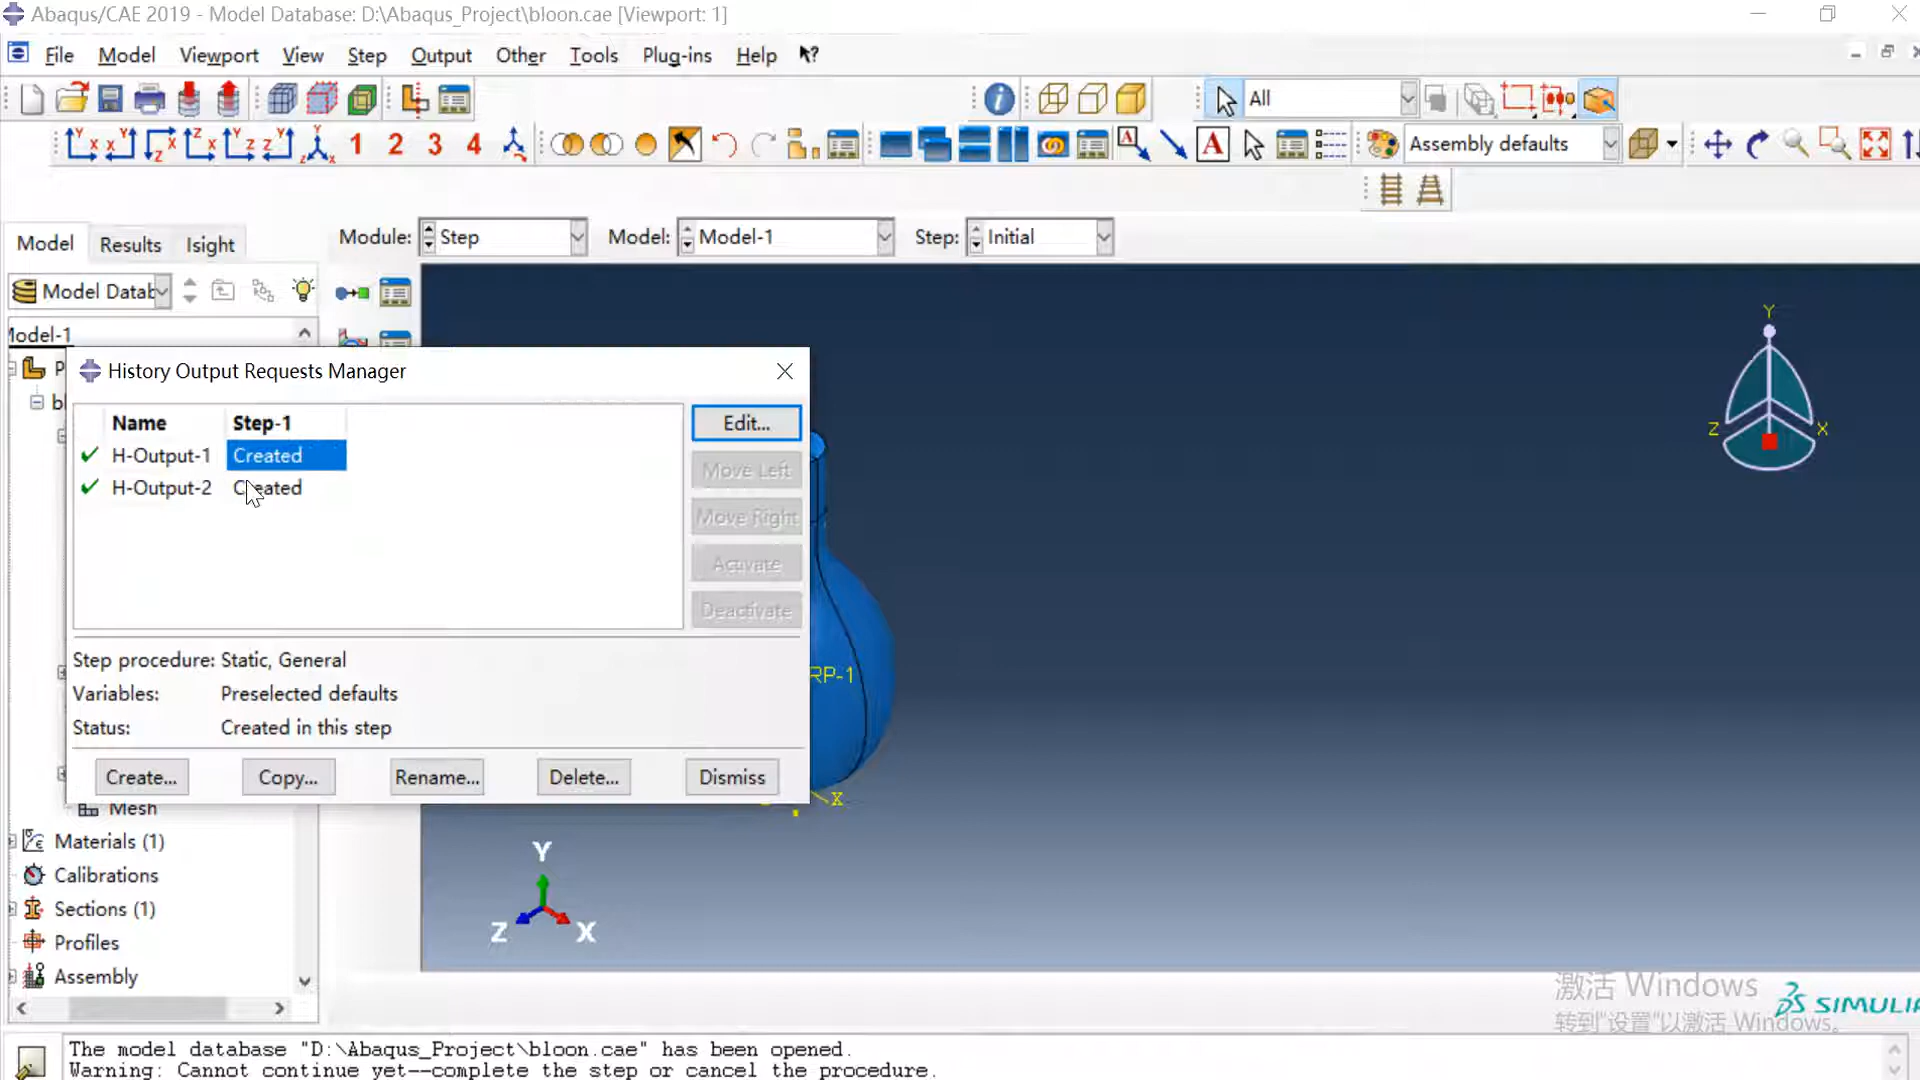 Abaqus/CAE 2019 - Model Database: D:\Abaqus_Project\bloon.cae [Viewport: 1]
File Model Viewport View Step Output Other Tools Plug-ins Help
All
1 2 3 4
Assembly defaults
Model Results Isight
Module: Step Model: Model-1 Step: Initial
Model Datab
Model-1
History Output Requests Manager
Name Step-1
H-Output-1 Created
H-Output-2 Created
Edit...
Move Left
Move Right
Activate
Deactivate
Step procedure: Static, General
Variables: Preselected defaults
Status: Created in this step
Create... Copy... Rename... Delete... Dismiss
RP-1
X
Y
Z X
Mesh
Materials (1)
Calibrations
Sections (1)
Profiles
Assembly
Y
Z X
激活 Windows
转到"设置"以激活 Windows。
SIMULIA
The model database "D:\Abaqus_Project\bloon.cae" has been opened.
Warning: Cannot continue yet--complete the step or cancel the procedure.